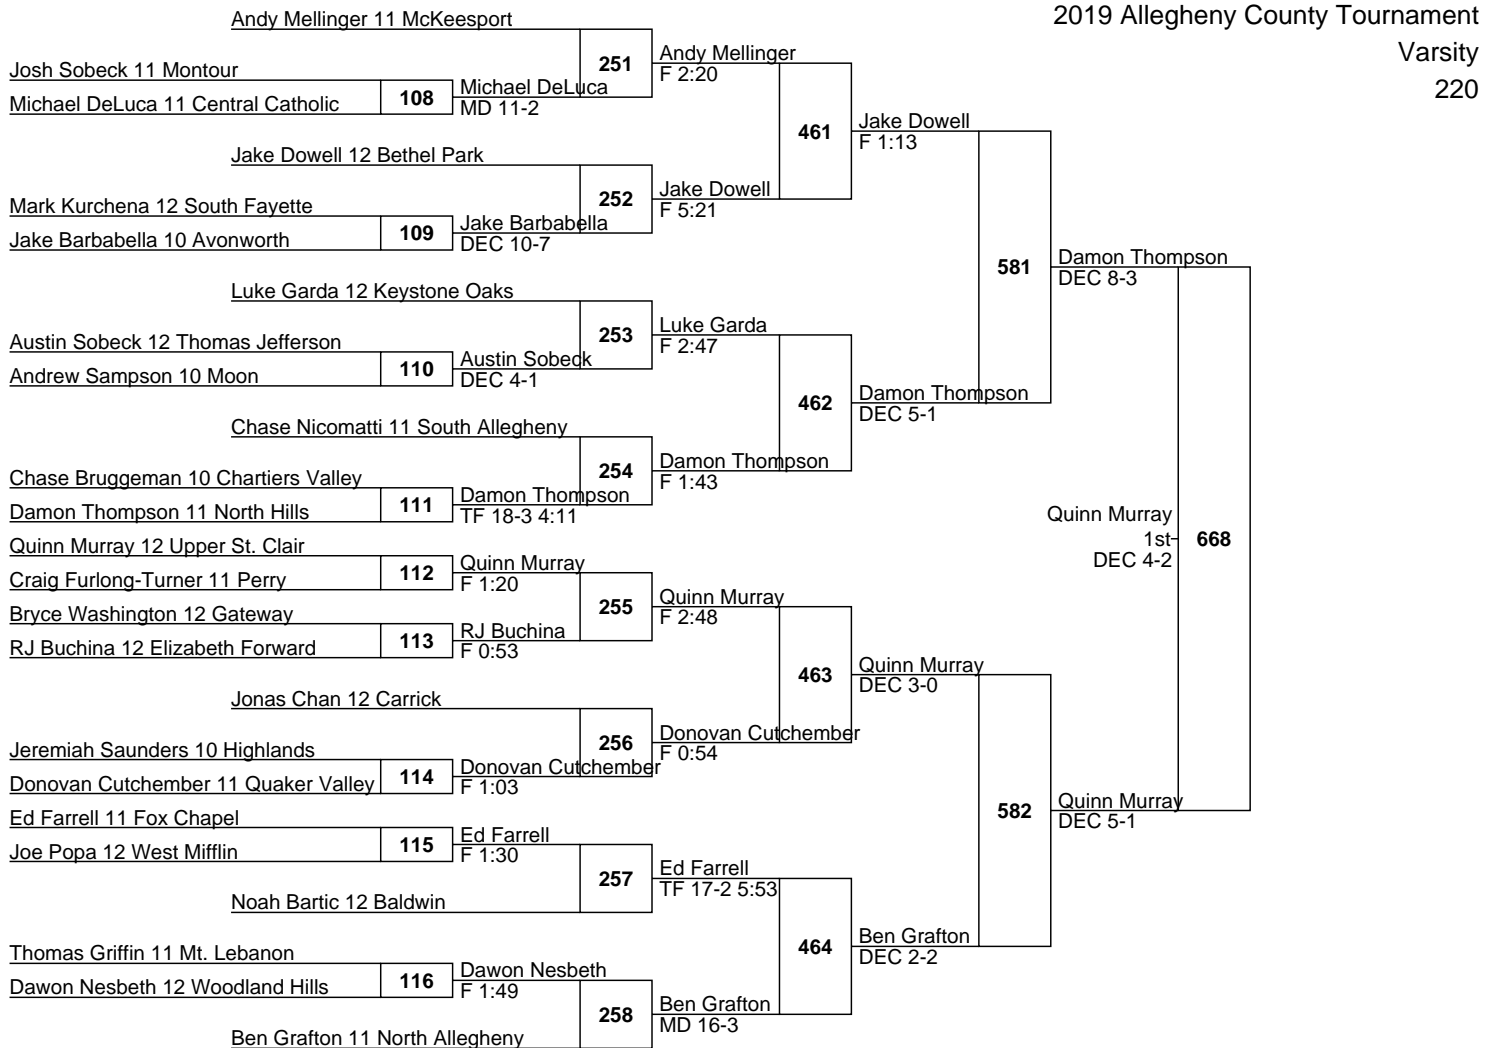 2019 Allegheny County Tournament
Varsity
220
Andy Mellinger 11 McKeesport
251
Andy Mellinger
F 2:20
Josh Sobeck 11 Montour
108
Michael DeLuca
MD 11-2
Michael DeLuca 11 Central Catholic
461
Jake Dowell
F 1:13
Jake Dowell 12 Bethel Park
252
Jake Dowell
F 5:21
Mark Kurchena 12 South Fayette
109
Jake Barbabella
DEC 10-7
Jake Barbabella 10 Avonworth
581
Damon Thompson
DEC 8-3
Luke Garda 12 Keystone Oaks
253
Luke Garda
F 2:47
Austin Sobeck 12 Thomas Jefferson
110
Austin Sobeck
DEC 4-1
Andrew Sampson 10 Moon
462
Damon Thompson
DEC 5-1
Chase Nicomatti 11 South Allegheny
254
Damon Thompson
F 1:43
Chase Bruggeman 10 Chartiers Valley
111
Damon Thompson
TF 18-3 4:11
Damon Thompson 11 North Hills
Quinn Murray
1st
DEC 4-2
668
Quinn Murray 12 Upper St. Clair
112
Quinn Murray
F 1:20
Craig Furlong-Turner 11 Perry
255
Quinn Murray
F 2:48
Bryce Washington 12 Gateway
113
RJ Buchina
F 0:53
RJ Buchina 12 Elizabeth Forward
463
Quinn Murray
DEC 3-0
Jonas Chan 12 Carrick
256
Donovan Cutchember
F 0:54
Jeremiah Saunders 10 Highlands
114
Donovan Cutchember
F 1:03
Donovan Cutchember 11 Quaker Valley
582
Quinn Murray
DEC 5-1
Ed Farrell 11 Fox Chapel
115
Ed Farrell
F 1:30
Joe Popa 12 West Mifflin
257
Ed Farrell
TF 17-2 5:53
Noah Bartic 12 Baldwin
464
Ben Grafton
DEC 2-2
Thomas Griffin 11 Mt. Lebanon
116
Dawon Nesbeth
F 1:49
Dawon Nesbeth 12 Woodland Hills
258
Ben Grafton
MD 16-3
Ben Grafton 11 North Allegheny